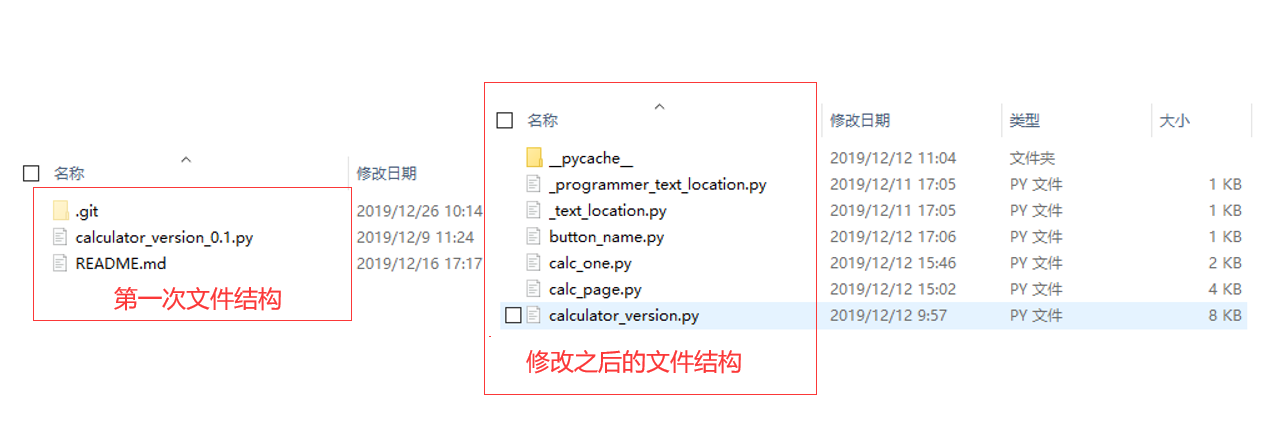 名称 修改日期
.git 2019/12/26 10:14
calculator_version_0.1.py 2019/12/9 11:24
README.md 2019/12/16 17:17
第一次文件结构
名称 修改日期 类型 大小
__pycache__ 2019/12/12 11:04 文件夹
_programmer_text_location.py 2019/12/11 17:05 PY 文件 1 KB
_text_location.py 2019/12/11 17:05 PY 文件 1 KB
button_name.py 2019/12/12 17:06 PY 文件 1 KB
calc_one.py 2019/12/12 15:46 PY 文件 2 KB
calc_page.py 2019/12/12 15:02 PY 文件 4 KB
calculator_version.py 2019/12/12 9:57 PY 文件 8 KB
修改之后的文件结构